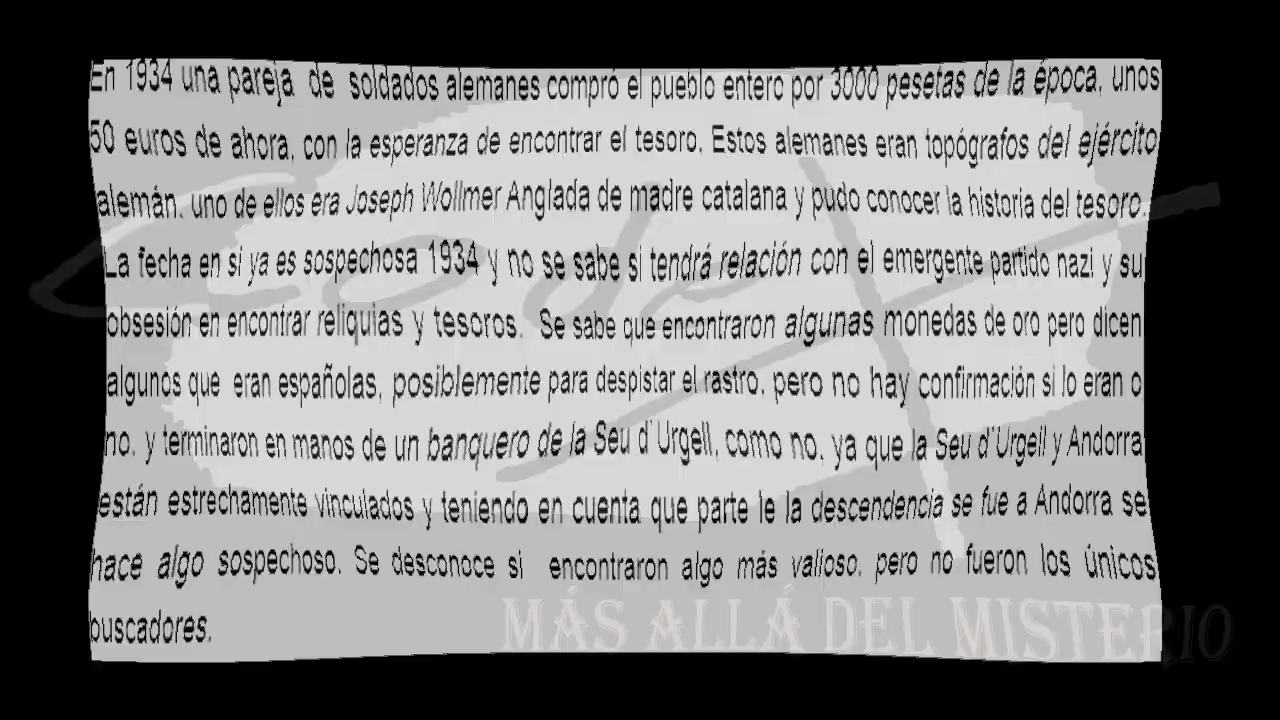 En 1934 una pareja de soldados alemanes compró el pueblo entero por 3000 pesetas de la época, unos
50 euros de ahora, con la esperanza de encontrar el tesoro. Estos alemanes eran topógrafos del ejército
alemán. uno de ellos era Joseph Wollmer Anglada de madre catalana y pudo conocer la historia del tesoro.
La fecha en si ya es sospechosa 1934 y no se sabe si tendrá relación con el emergente partido nazi y su
obsesión en encontrar reliquias y tesoros. Se sabe que encontraron algunas monedas de oro pero dicen
algunos que eran españolas, posiblemente para despistar el rastro. pero no hay confirmación si lo eran o
no. y terminaron en manos de un banquero de la Seu d'Urgell, como no, ya que la Seu d'Urgell y Andorra
están estrechamente vinculados y teniendo en cuenta que parte le la descendencia se fue a Andorra se
hace algo sospechoso. Se desconoce si encontraron algo más valioso. pero no fueron los únicos
buscadores.
MÁS ALLÁ DEL MISTERIO